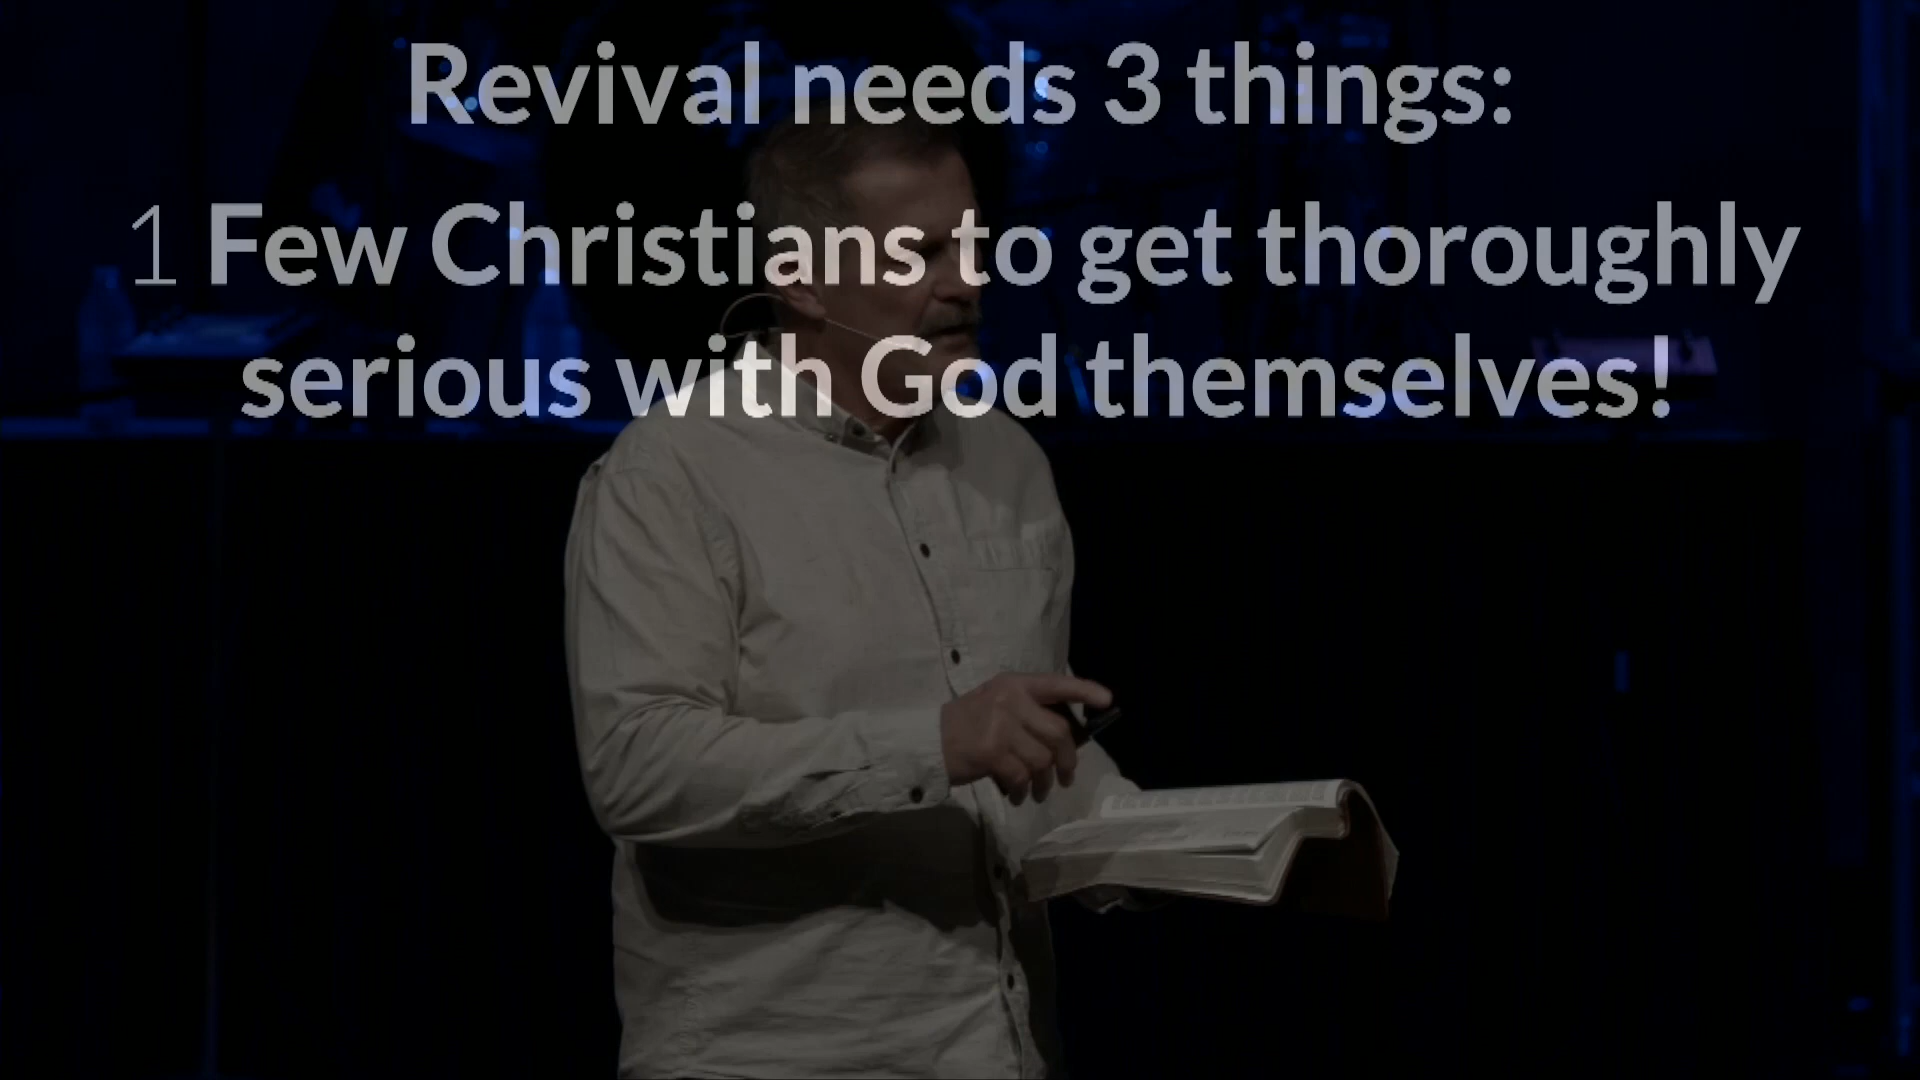 Revival needs 3 things:
1 Few Christians to get thoroughly
serious with God themselves!